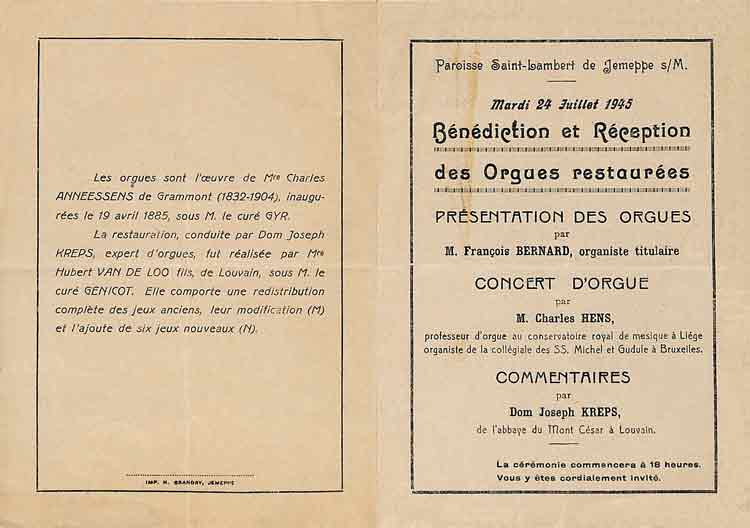 Les orgues sont l'œuvre de Mre Charles
ANNEESSENS de Grammont (1832-1904), inaugu-
rées le 19 avril 1885, sous M. le curé GYR.
La restauration, conduite par Dom Joseph
KREPS, expert d'orgues, fut réalisée par Mre
Hubert VAN DE LOO fils, de Louvain, sous M. le
curé GENICOT. Elle comporte une redistribution
complète des jeux anciens, leur modification (M)
et l'ajoute de six jeux nouveaux (N).
IMP. H. GRANDRY, JEMEPPE
Paroisse Saint-Lambert de Jemeppe s/M.
Mardi 24 Juillet 1945
Bénédiction et Réception
des Orgues restaurées
PRÉSENTATION DES ORGUES
par
M. François BERNARD, organiste titulaire
CONCERT D'ORGUE
par
M. Charles HENS,
professeur d'orgue au conservatoire royal de mesique à Liége
organiste de la collégiale des SS. Michel et Gudule à Bruxelles.
COMMENTAIRES
par
Dom Joseph KREPS,
de l'abbaye du Mont César à Louvain.
La cérémonie commencera à 18 heures.
Vous y êtes cordialement invité.